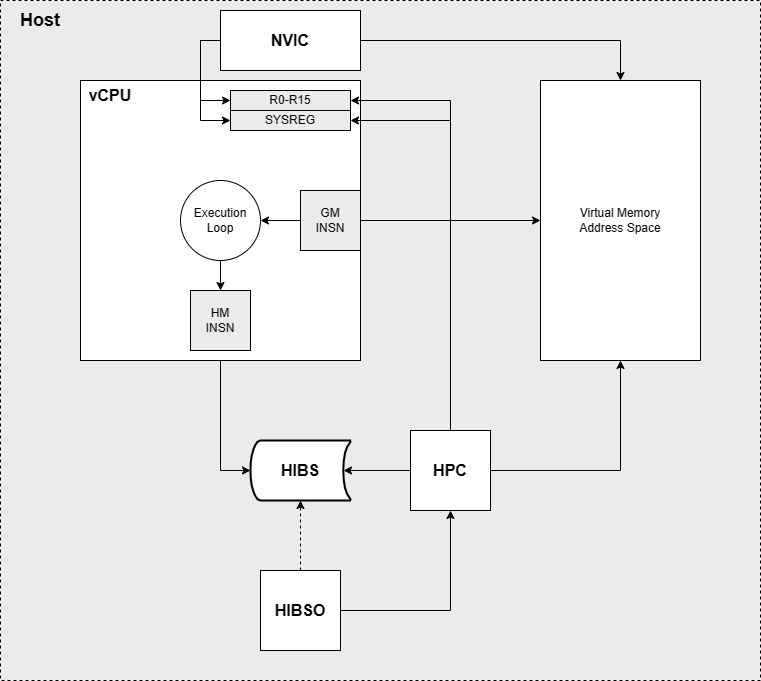 Host
NVIC
vCPU
R0-R15
SYSREG
Execution
Loop
GM
INSN
Virtual Memory
Address Space
HM
INSN
HIBS
HPC
HIBSO